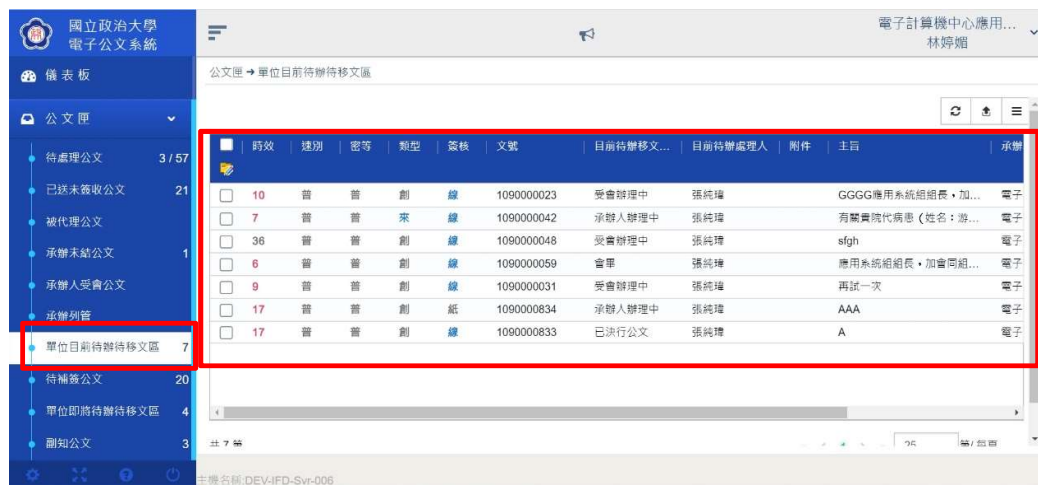 國立政治大學
電子公文系統
電子計算機中心應用...
林婷媚
儀表板
公文匣
待處理公文 3 / 57
已送未簽收公文 21
被代理公文
承辦未結公文 1
承辦人受會公文
承辦列管
單位目前待辦待移文區 7
待補簽公文 20
單位即將待辦待移文區 4
副知公文 3
公文匣 ➜ 單位目前待辦待移文區
時效 速別 密等 類型 簽核 文號 目前待辦移文... 目前待辦處理人 附件 主旨 承辦
10 普 普 創 線 1090000023 受會辦理中 張純瑋 GGGG應用系統組組長，加... 電子
7 普 普 來 線 1090000042 承辦人辦理中 張純瑋 有關貴院代病患 (姓名：游... 電子
36 普 普 創 線 1090000048 受會辦理中 張純瑋 sfgh 電子
6 普 普 創 線 1090000059 會畢 張純瑋 應用系統組組長，加會同組... 電子
9 普 普 創 線 1090000031 受會辦理中 張純瑋 再試一次 電子
17 普 普 創 紙 1090000834 承辦人辦理中 張純瑋 AAA 電子
17 普 普 創 線 1090000833 已決行公文 張純瑋 A 電子
共 7 筆 25 筆/ 每頁
主機名稱:DEV-IFD-Svr-006